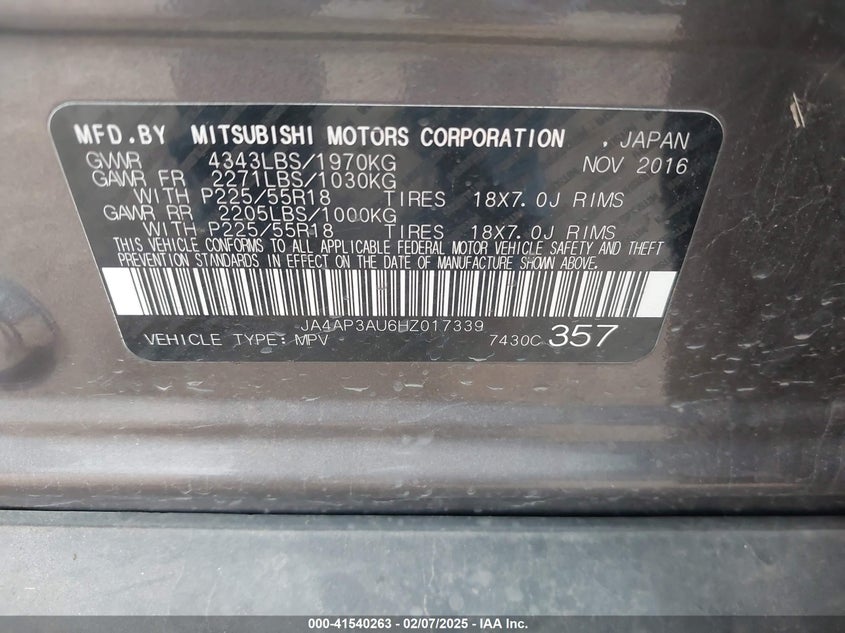 MFD.BY MITSUBISHI MOTORS CORPORATION , JAPAN
GVWR 4343LBS/1970KG NOV 2016
GAWR FR 2271LBS/1030KG
WITH P225/55R18 TIRES 18X7.0J RIMS
GAWR RR 2205LBS/1000KG
WITH P225/55R18 TIRES 18X7.0J RIMS
THIS VEHICLE CONFORMS TO ALL APPLICABLE FEDERAL MOTOR VEHICLE SAFETY AND THEFT
PREVENTION STANDARDS IN EFFECT ON THE DATE OF MANUFACTURE SHOWN ABOVE.
JA4AP3AU6HZ017339
VEHICLE TYPE:MPV 7430C 357
000-41540263 - 02/07/2025 - IAA Inc.